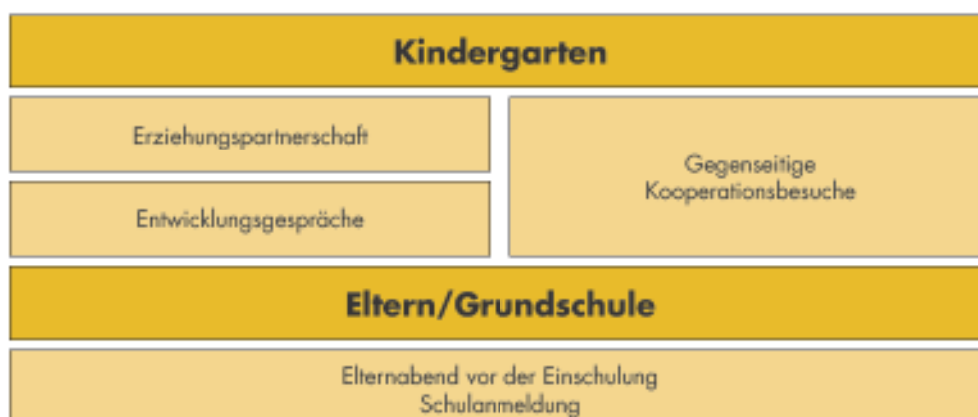 Kindergarten
Erziehungspartnerschaft
Entwicklungsgespräche
Gegenseitige
Kooperationsbesuche
Eltern/Grundschule
Elternabend vor der Einschulung
Schulanmeldung